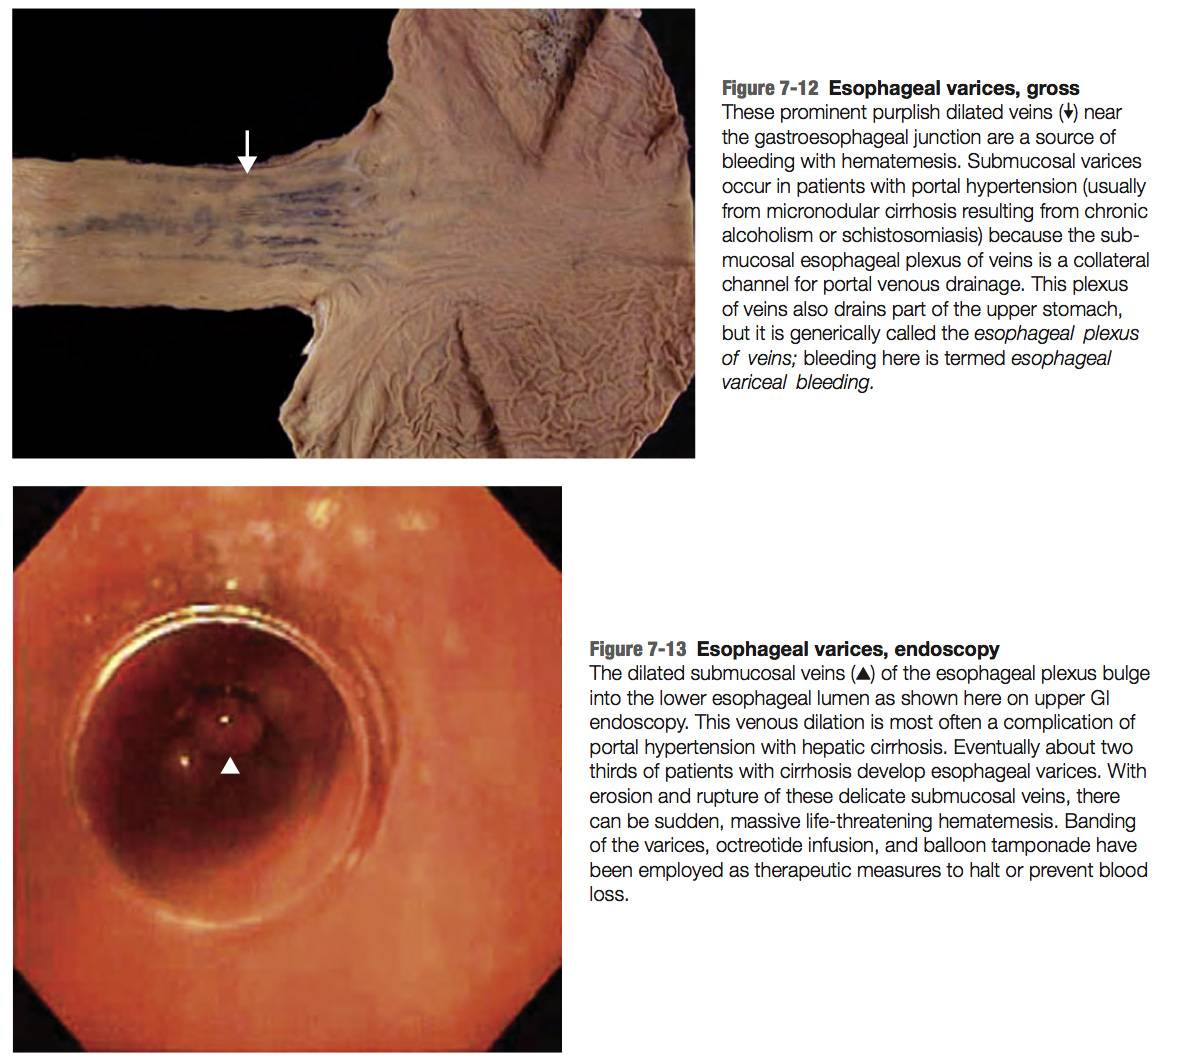 Figure 7-12 Esophageal varices, gross
These prominent purplish dilated veins (↓) near
the gastroesophageal junction are a source of
bleeding with hematemesis. Submucosal varices
occur in patients with portal hypertension (usually
from micronodular cirrhosis resulting from chronic
alcoholism or schistosomiasis) because the sub-
mucosal esophageal plexus of veins is a collateral
channel for portal venous drainage. This plexus
of veins also drains part of the upper stomach,
but it is generically called the esophageal plexus
of veins; bleeding here is termed esophageal
variceal bleeding.
Figure 7-13 Esophageal varices, endoscopy
The dilated submucosal veins (▲) of the esophageal plexus bulge
into the lower esophageal lumen as shown here on upper GI
endoscopy. This venous dilation is most often a complication of
portal hypertension with hepatic cirrhosis. Eventually about two
thirds of patients with cirrhosis develop esophageal varices. With
erosion and rupture of these delicate submucosal veins, there
can be sudden, massive life-threatening hematemesis. Banding
of the varices, octreotide infusion, and balloon tamponade have
been employed as therapeutic measures to halt or prevent blood
loss.